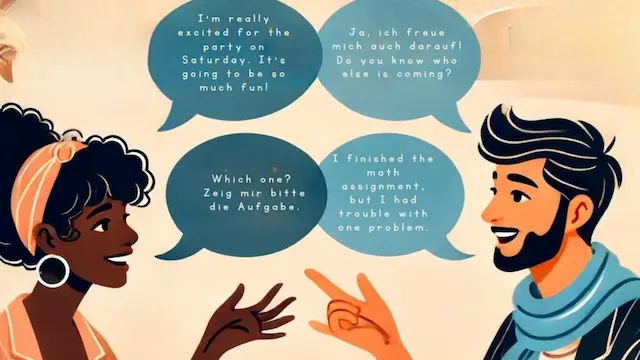 I'm really
excited for the
party on
Saturday. It's
going to be so
much fun!
Ja, ich freue
mich auch darauf!
Do you know who
else is coming?
I finished the
math
assignment,
but I had
trouble with
one problem.
Which one?
Zeig mir bitte
die Aufgabe.